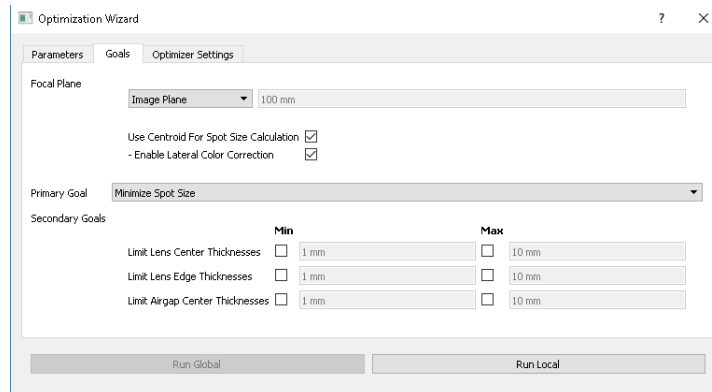 Optimization Wizard
Parameters Goals Optimizer Settings
Focal Plane
Image Plane 100 mm
Use Centroid For Spot Size Calculation
- Enable Lateral Color Correction
Primary Goal Minimize Spot Size
Secondary Goals
Min Max
Limit Lens Center Thicknesses 1 mm 10 mm
Limit Lens Edge Thicknesses 1 mm 10 mm
Limit Airgap Center Thicknesses 1 mm 10 mm
Run Global Run Local